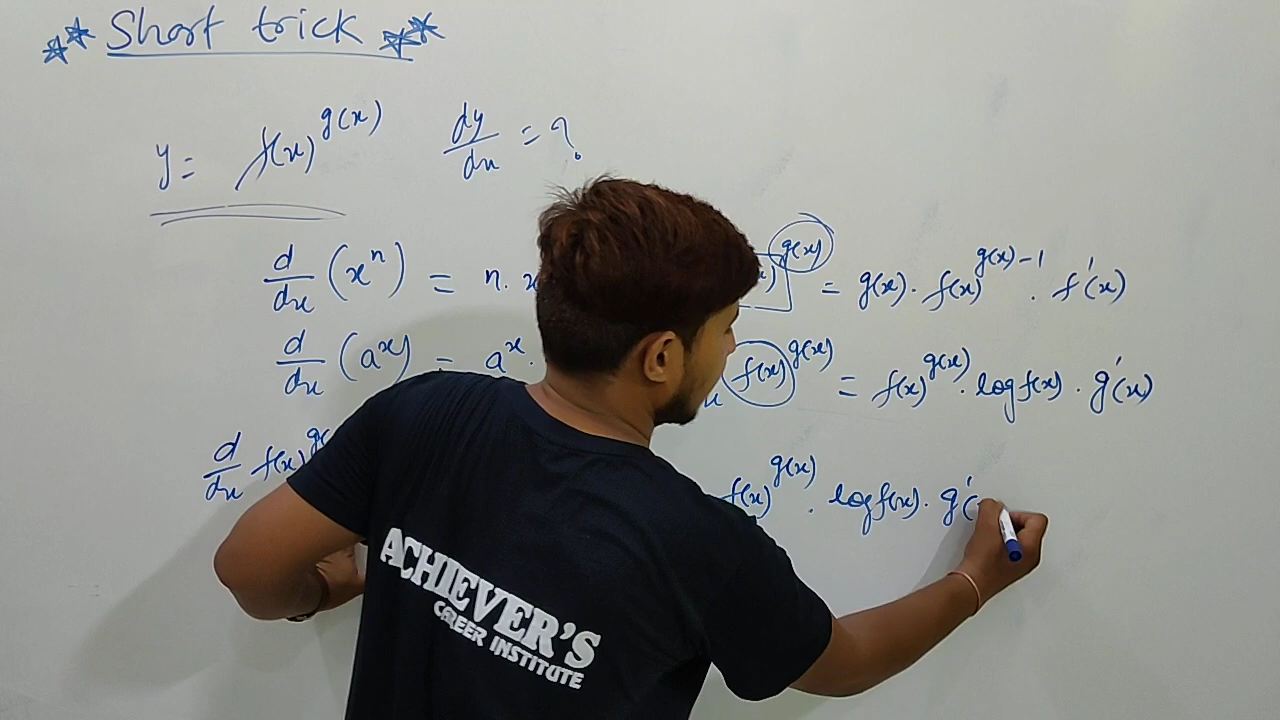 Short trick
y = f(x)^g(x) dy/dx = ?
d/dx (x^n) = n. x g(x) = g(x). f(x)^g(x)-1 . f'(x)
d/dx (a^x) = a^x. f(x)^g(x) = f(x)^g(x). log f(x) . g'(x)
d/dx f(x) f(x)^g(x) . log f(x). g'(
ACHIEVER'S
CAREER INSTITUTE